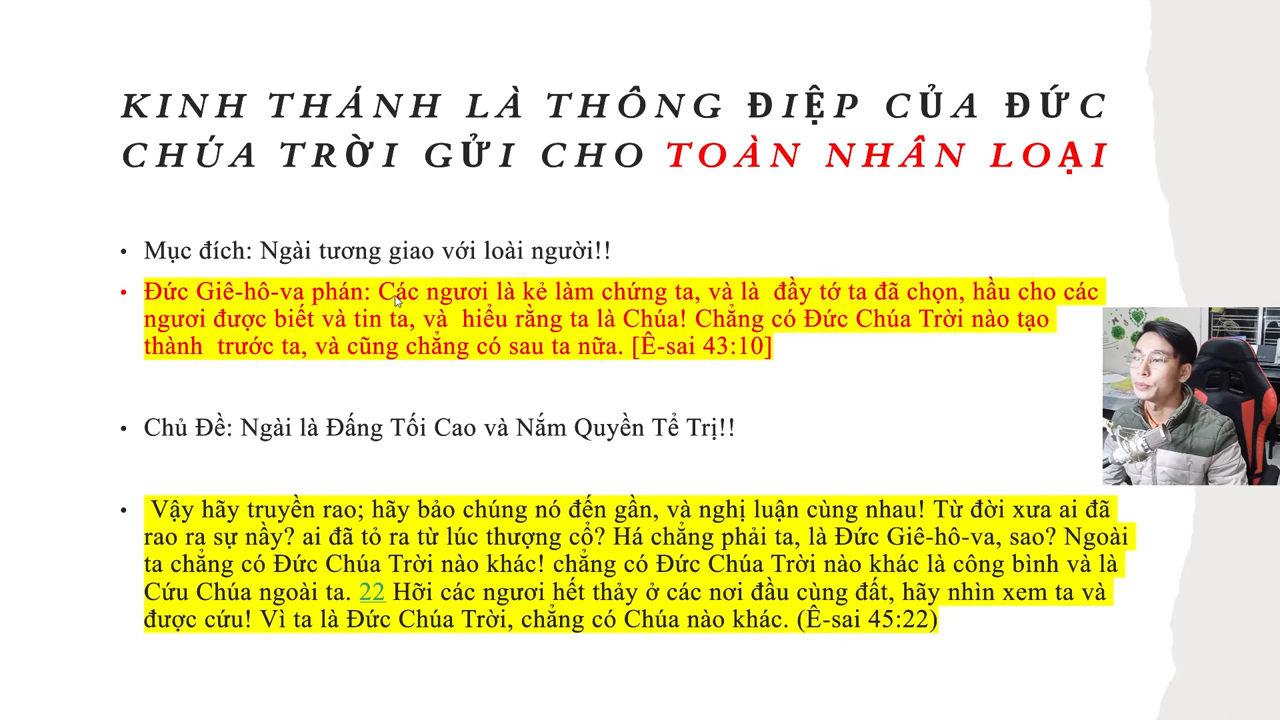 KINH THÁNH LÀ THÔNG ĐIỆP CỦA ĐỨC
CHÚA TRỜI GỬI CHO TOÀN NHÂN LOẠI
• Mục đích: Ngài tương giao với loài người!!
• Đức Giê-hô-va phán: Các ngươi là kẻ làm chứng ta, và là đầy tớ ta đã chọn, hầu cho các
ngươi được biết và tin ta, và hiểu rằng ta là Chúa! Chẳng có Đức Chúa Trời nào tạo
thành trước ta, và cũng chẳng có sau ta nữa. [Ê-sai 43:10]
• Chủ Đề: Ngài là Đấng Tối Cao và Nắm Quyền Tể Trị!!
• Vậy hãy truyền rao; hãy bảo chúng nó đến gần, và nghị luận cùng nhau! Từ đời xưa ai đã
rao ra sự nầy? ai đã tỏ ra từ lúc thượng cổ? Há chẳng phải ta, là Đức Giê-hô-va, sao? Ngoài
ta chẳng có Đức Chúa Trời nào khác! chẳng có Đức Chúa Trời nào khác là công bình và là
Cứu Chúa ngoài ta. 22 Hỡi các ngươi hết thảy ở các nơi đầu cùng đất, hãy nhìn xem ta và
được cứu! Vì ta là Đức Chúa Trời, chẳng có Chúa nào khác. (Ê-sai 45:22)